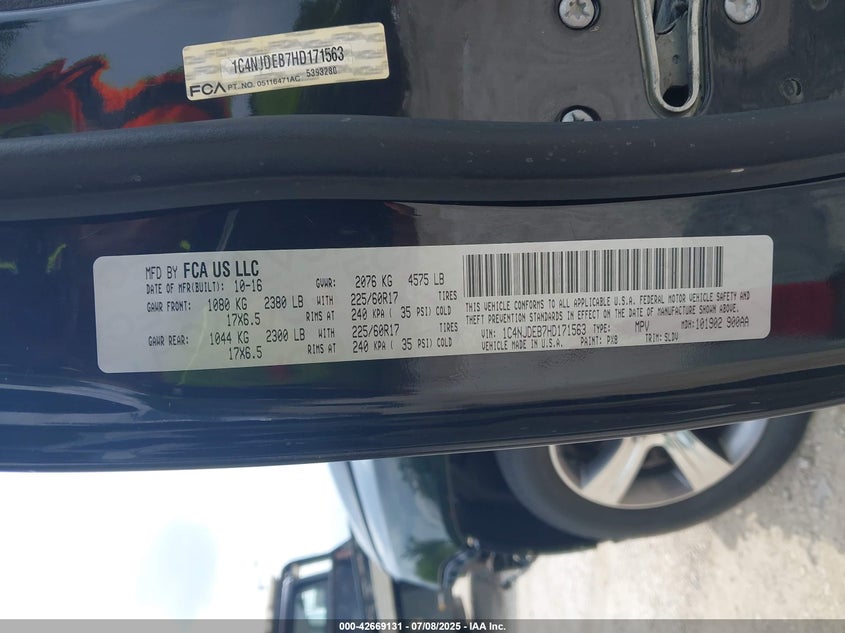 1C4NJDEB7HD171563
FCA PT. NO. 05116471AC 5393280
MFD BY FCA US LLC
DATE OF MFR(BUILT): 10-16 GVWR: 2076 KG 4575 LB
GAWR FRONT: 1080 KG 2380 LB WITH 225/60R17
17X6.5 RIMS AT 240 KPA ( 35 PSI) COLD
GAWR REAR: 1044 KG 2300 LB WITH 225/60R17
17X6.5 RIMS AT 240 KPA ( 35 PSI) COLD
THIS VEHICLE CONFORMS TO ALL APPLICABLE U.S.A. FEDERAL MOTOR VEHICLE SAFETY AND
THEFT PREVENTION STANDARDS IN EFFECT ON THE DATE OF MANUFACTURE SHOWN ABOVE.
VIN: 1C4NJDEB7HD171563 TYPE: MPV MDH: 101902 900AA
VEHICLE MADE IN U.S.A. PAINT: PX8 TRIM: SLDV
000-42669131 - 07/08/2025 - IAA Inc.